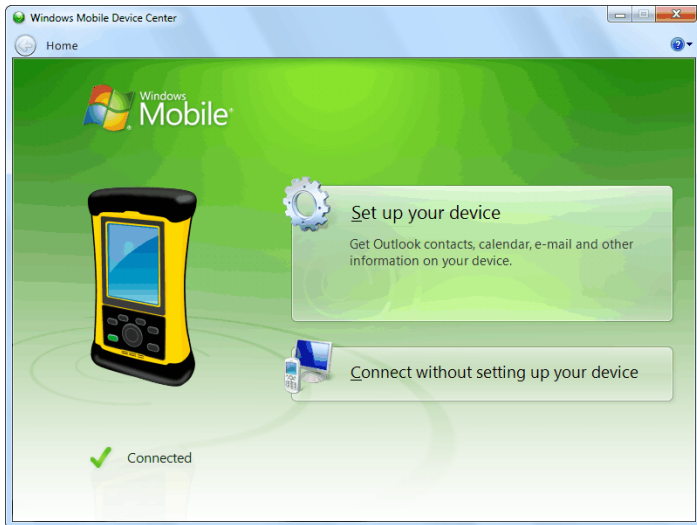 Windows Mobile Device Center
Home
Windows
Mobile
Set up your device
Get Outlook contacts, calendar, e-mail and other
information on your device.
Connect without setting up your device
Connected